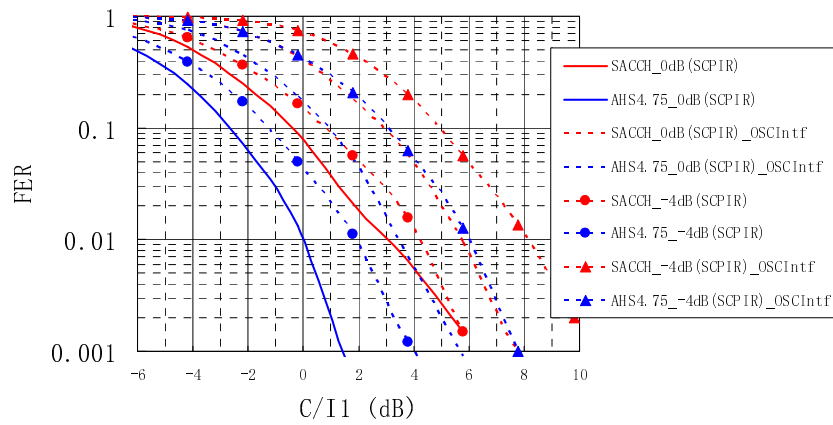 1
0.1
0.01
0.001
FER
-6 -4 -2 0 2 4 6 8 10
C/I1 (dB)
SACCH_0dB(SCPIR)
AHS4.75_0dB(SCPIR)
SACCH_0dB(SCPIR)_OSCIntf
AHS4.75_0dB(SCPIR)_OSCIntf
SACCH_-4dB(SCPIR)
AHS4.75_-4dB(SCPIR)
SACCH_-4dB(SCPIR)_OSCIntf
AHS4.75_-4dB(SCPIR)_OSCIntf